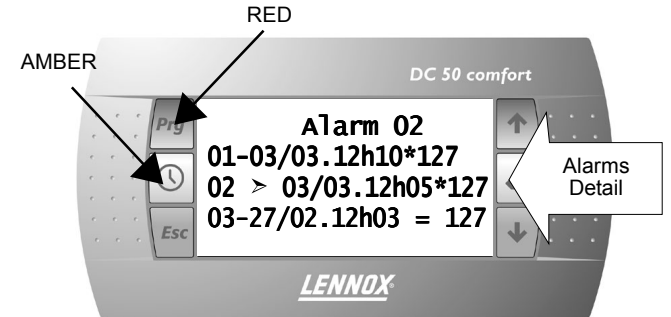 RED
AMBER
DC 50 comfort
Prg
Alarm 02
01-03/03.12h10*127
02 ➣ 03/03.12h05*127
03-27/02.12h03 = 127
Esc
Alarms
Detail
LENNOX